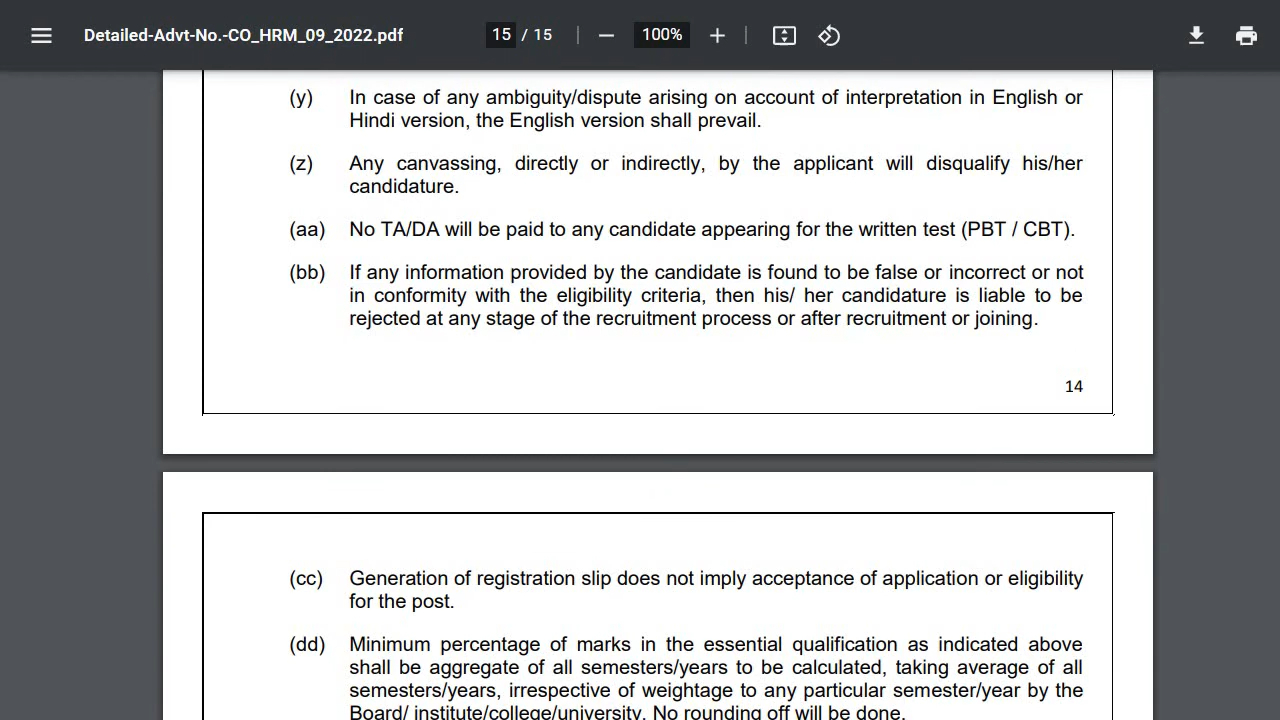 Detailed-Advt-No.-CO_HRM_09_2022.pdf 15 / 15 100%
(y) In case of any ambiguity/dispute arising on account of interpretation in English or
Hindi version, the English version shall prevail.
(z) Any canvassing, directly or indirectly, by the applicant will disqualify his/her
candidature.
(aa) No TA/DA will be paid to any candidate appearing for the written test (PBT / CBT).
(bb) If any information provided by the candidate is found to be false or incorrect or not
in conformity with the eligibility criteria, then his/ her candidature is liable to be
rejected at any stage of the recruitment process or after recruitment or joining.
14
(cc) Generation of registration slip does not imply acceptance of application or eligibility
for the post.
(dd) Minimum percentage of marks in the essential qualification as indicated above
shall be aggregate of all semesters/years to be calculated, taking average of all
semesters/years, irrespective of weightage to any particular semester/year by the
Board/ institute/college/university. No rounding off will be done.